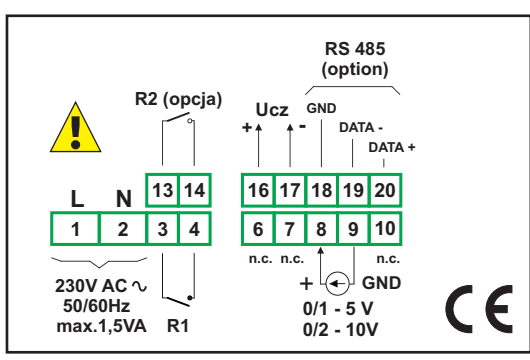 RS 485
(option)
R2 (opcja)
Ucz
GND
+ -
DATA -
DATA +
13 14
16 17 18 19 20
L N
1 2 3 4
6 7 8 9 10
n.c. n.c. n.c.
230V AC ~
50/60Hz
max.1,5VA
R1
+ GND
0/1 - 5 V
0/2 - 10V
CE